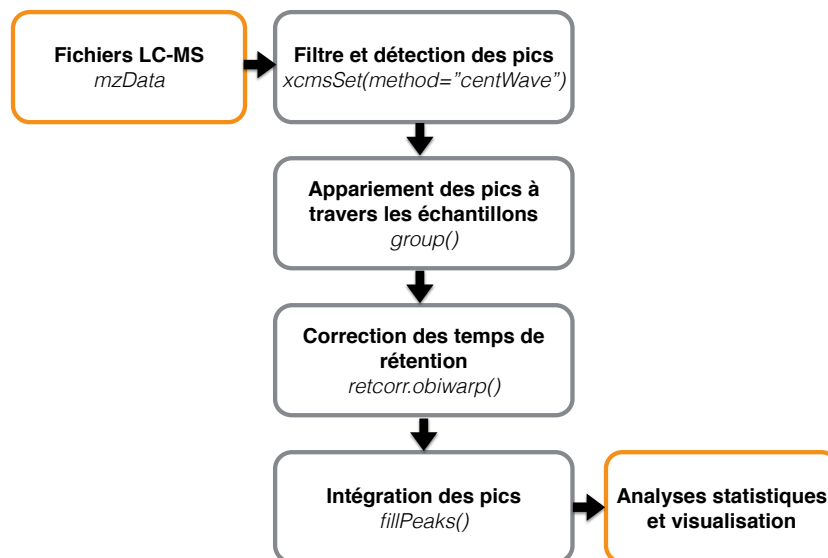 Fichiers LC-MS
mzData
Filtre et détection des pics
xcmsSet(method=”centWave”)
Appariement des pics à
travers les échantillons
group()
Correction des temps de
rétention
retcorr.obiwarp()
Intégration des pics
fillPeaks()
Analyses statistiques
et visualisation